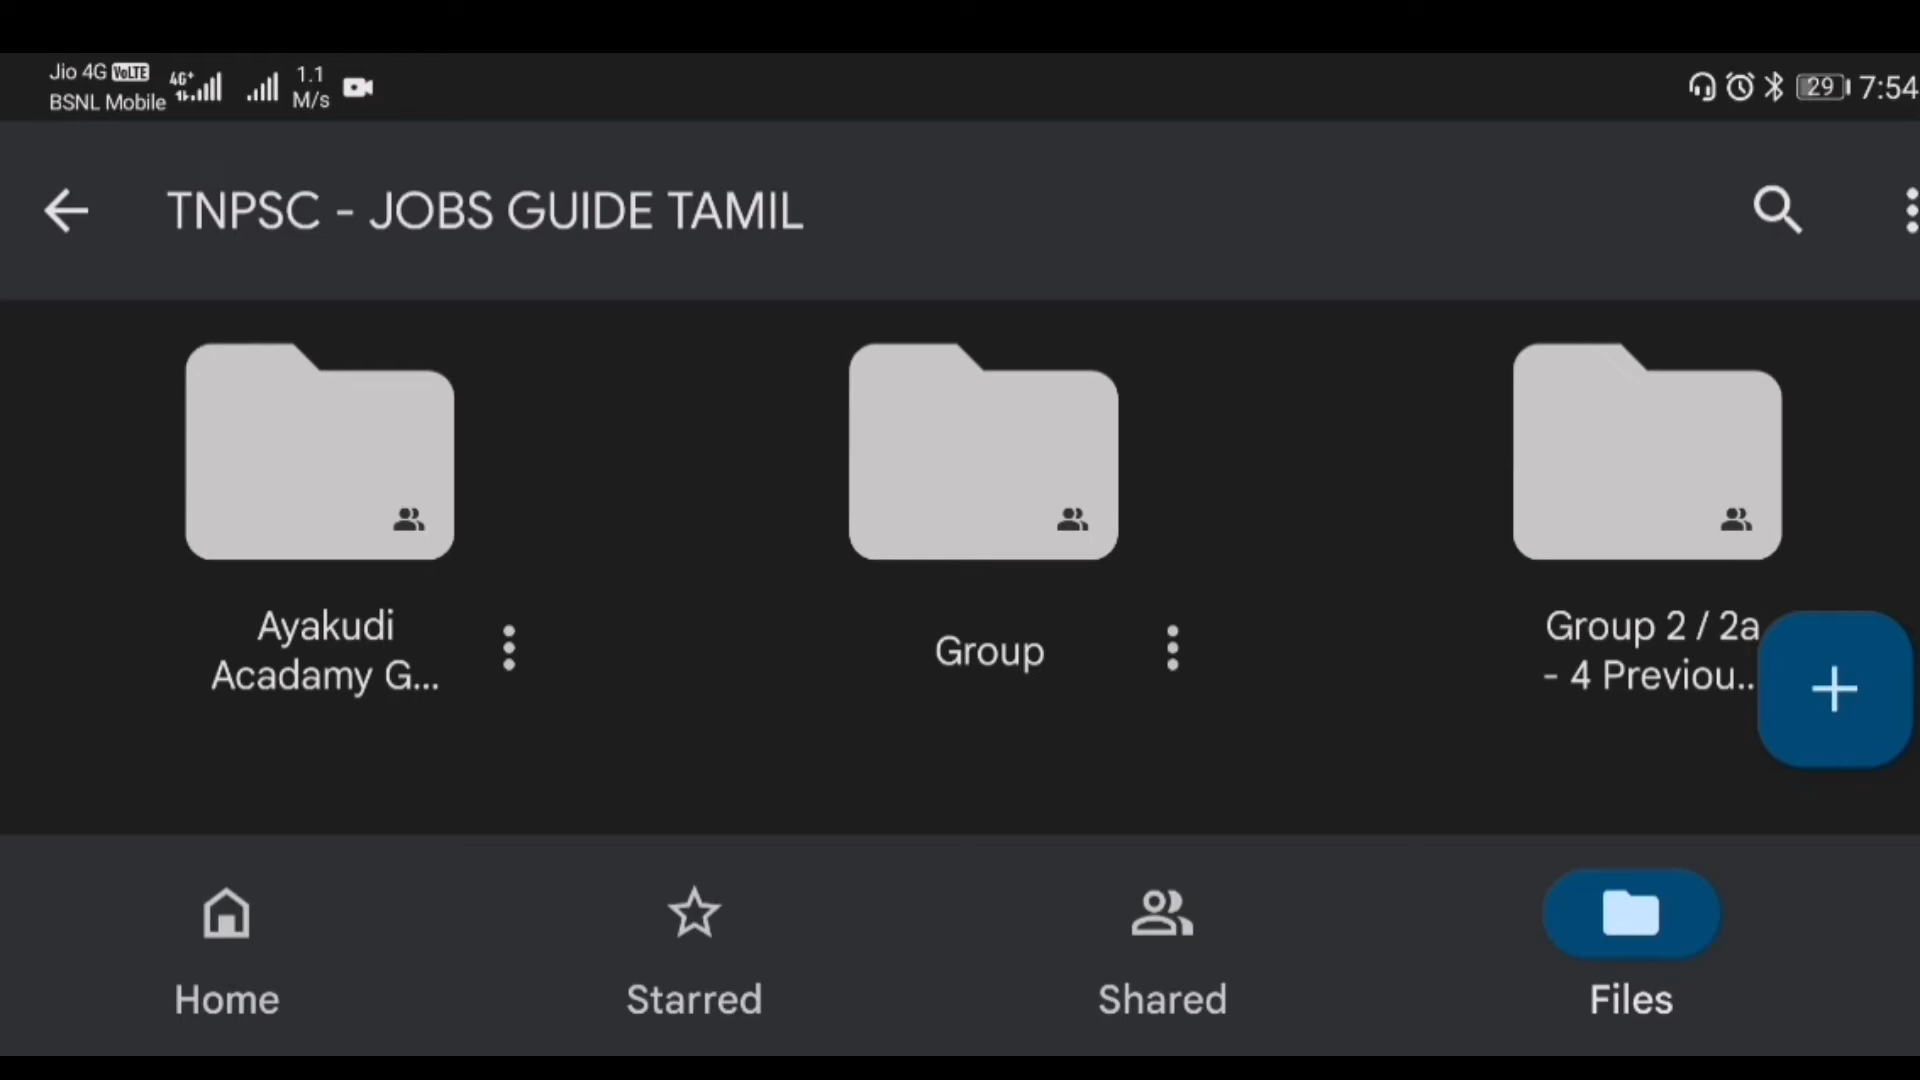 Jio 4G VoLTE
BSNL Mobile
4G+
1.1
M/s
29
7:54
TNPSC - JOBS GUIDE TAMIL
Ayakudi
Acadamy G...
Group
Group 2 / 2a
- 4 Previou..
Home
Starred
Shared
Files